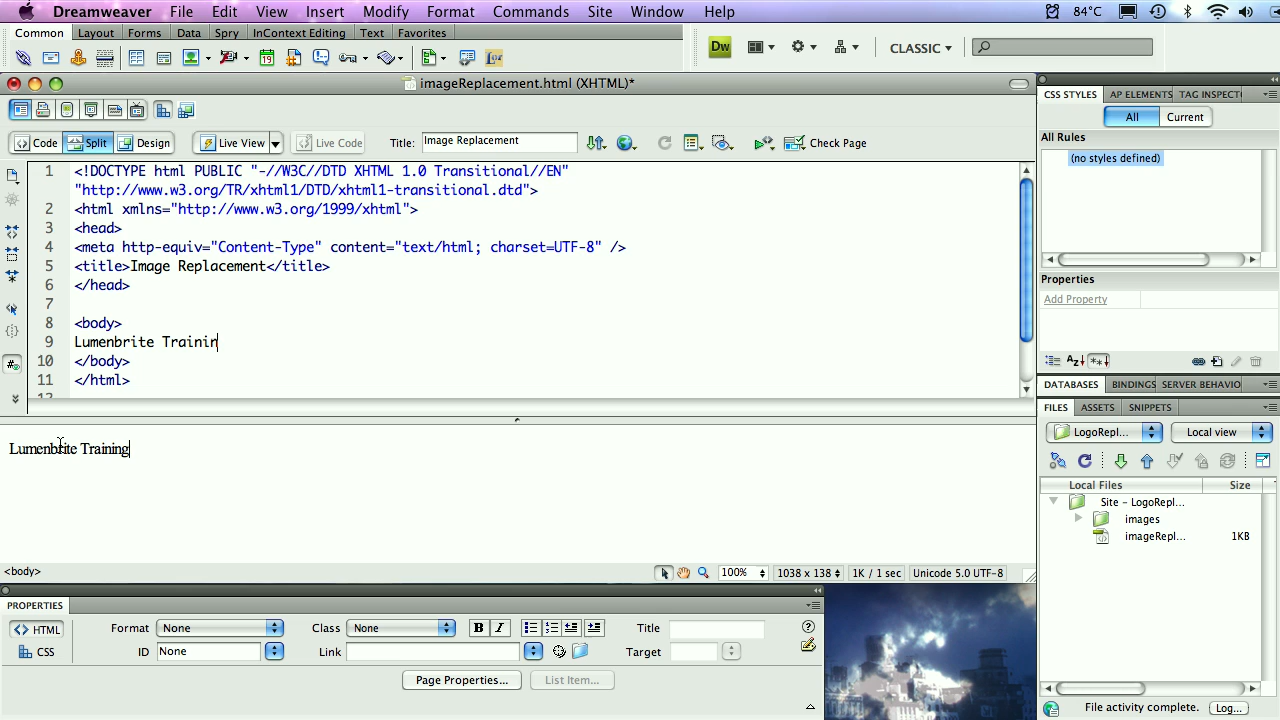 Dreamweaver File Edit View Insert Modify Format Commands Site Window Help 84°C
Common Layout Forms Data Spry InContext Editing Text Favorites
Dw CLASSIC
imageReplacement.html (XHTML)*
Code Split Design Live View Live Code Title: Image Replacement Check Page
1 <!DOCTYPE html PUBLIC "-//W3C//DTD XHTML 1.0 Transitional//EN"
"http://www.w3.org/TR/xhtml1/DTD/xhtml1-transitional.dtd">
2 <html xmlns="http://www.w3.org/1999/xhtml">
3 <head>
4 <meta http-equiv="Content-Type" content="text/html; charset=UTF-8" />
5 <title>Image Replacement</title>
6 </head>
7
8 <body>
9 Lumenbrite Trainin
10 </body>
11 </html>
12
Lumenbrite Training
<body> 100% 1038 x 138 1K / 1 sec Unicode 5.0 UTF-8
PROPERTIES
HTML Format None Class None B I Title
CSS ID None Link Target
Page Properties... List Item...
CSS STYLES AP ELEMENTS TAG INSPECT
All Current
All Rules
(no styles defined)
Properties
Add Property
DATABASES BINDINGS SERVER BEHAVIO
FILES ASSETS SNIPPETS
LogoRepl... Local view
Local Files Size
Site - LogoRepl...
images
imageRepl... 1KB
File activity complete. Log...